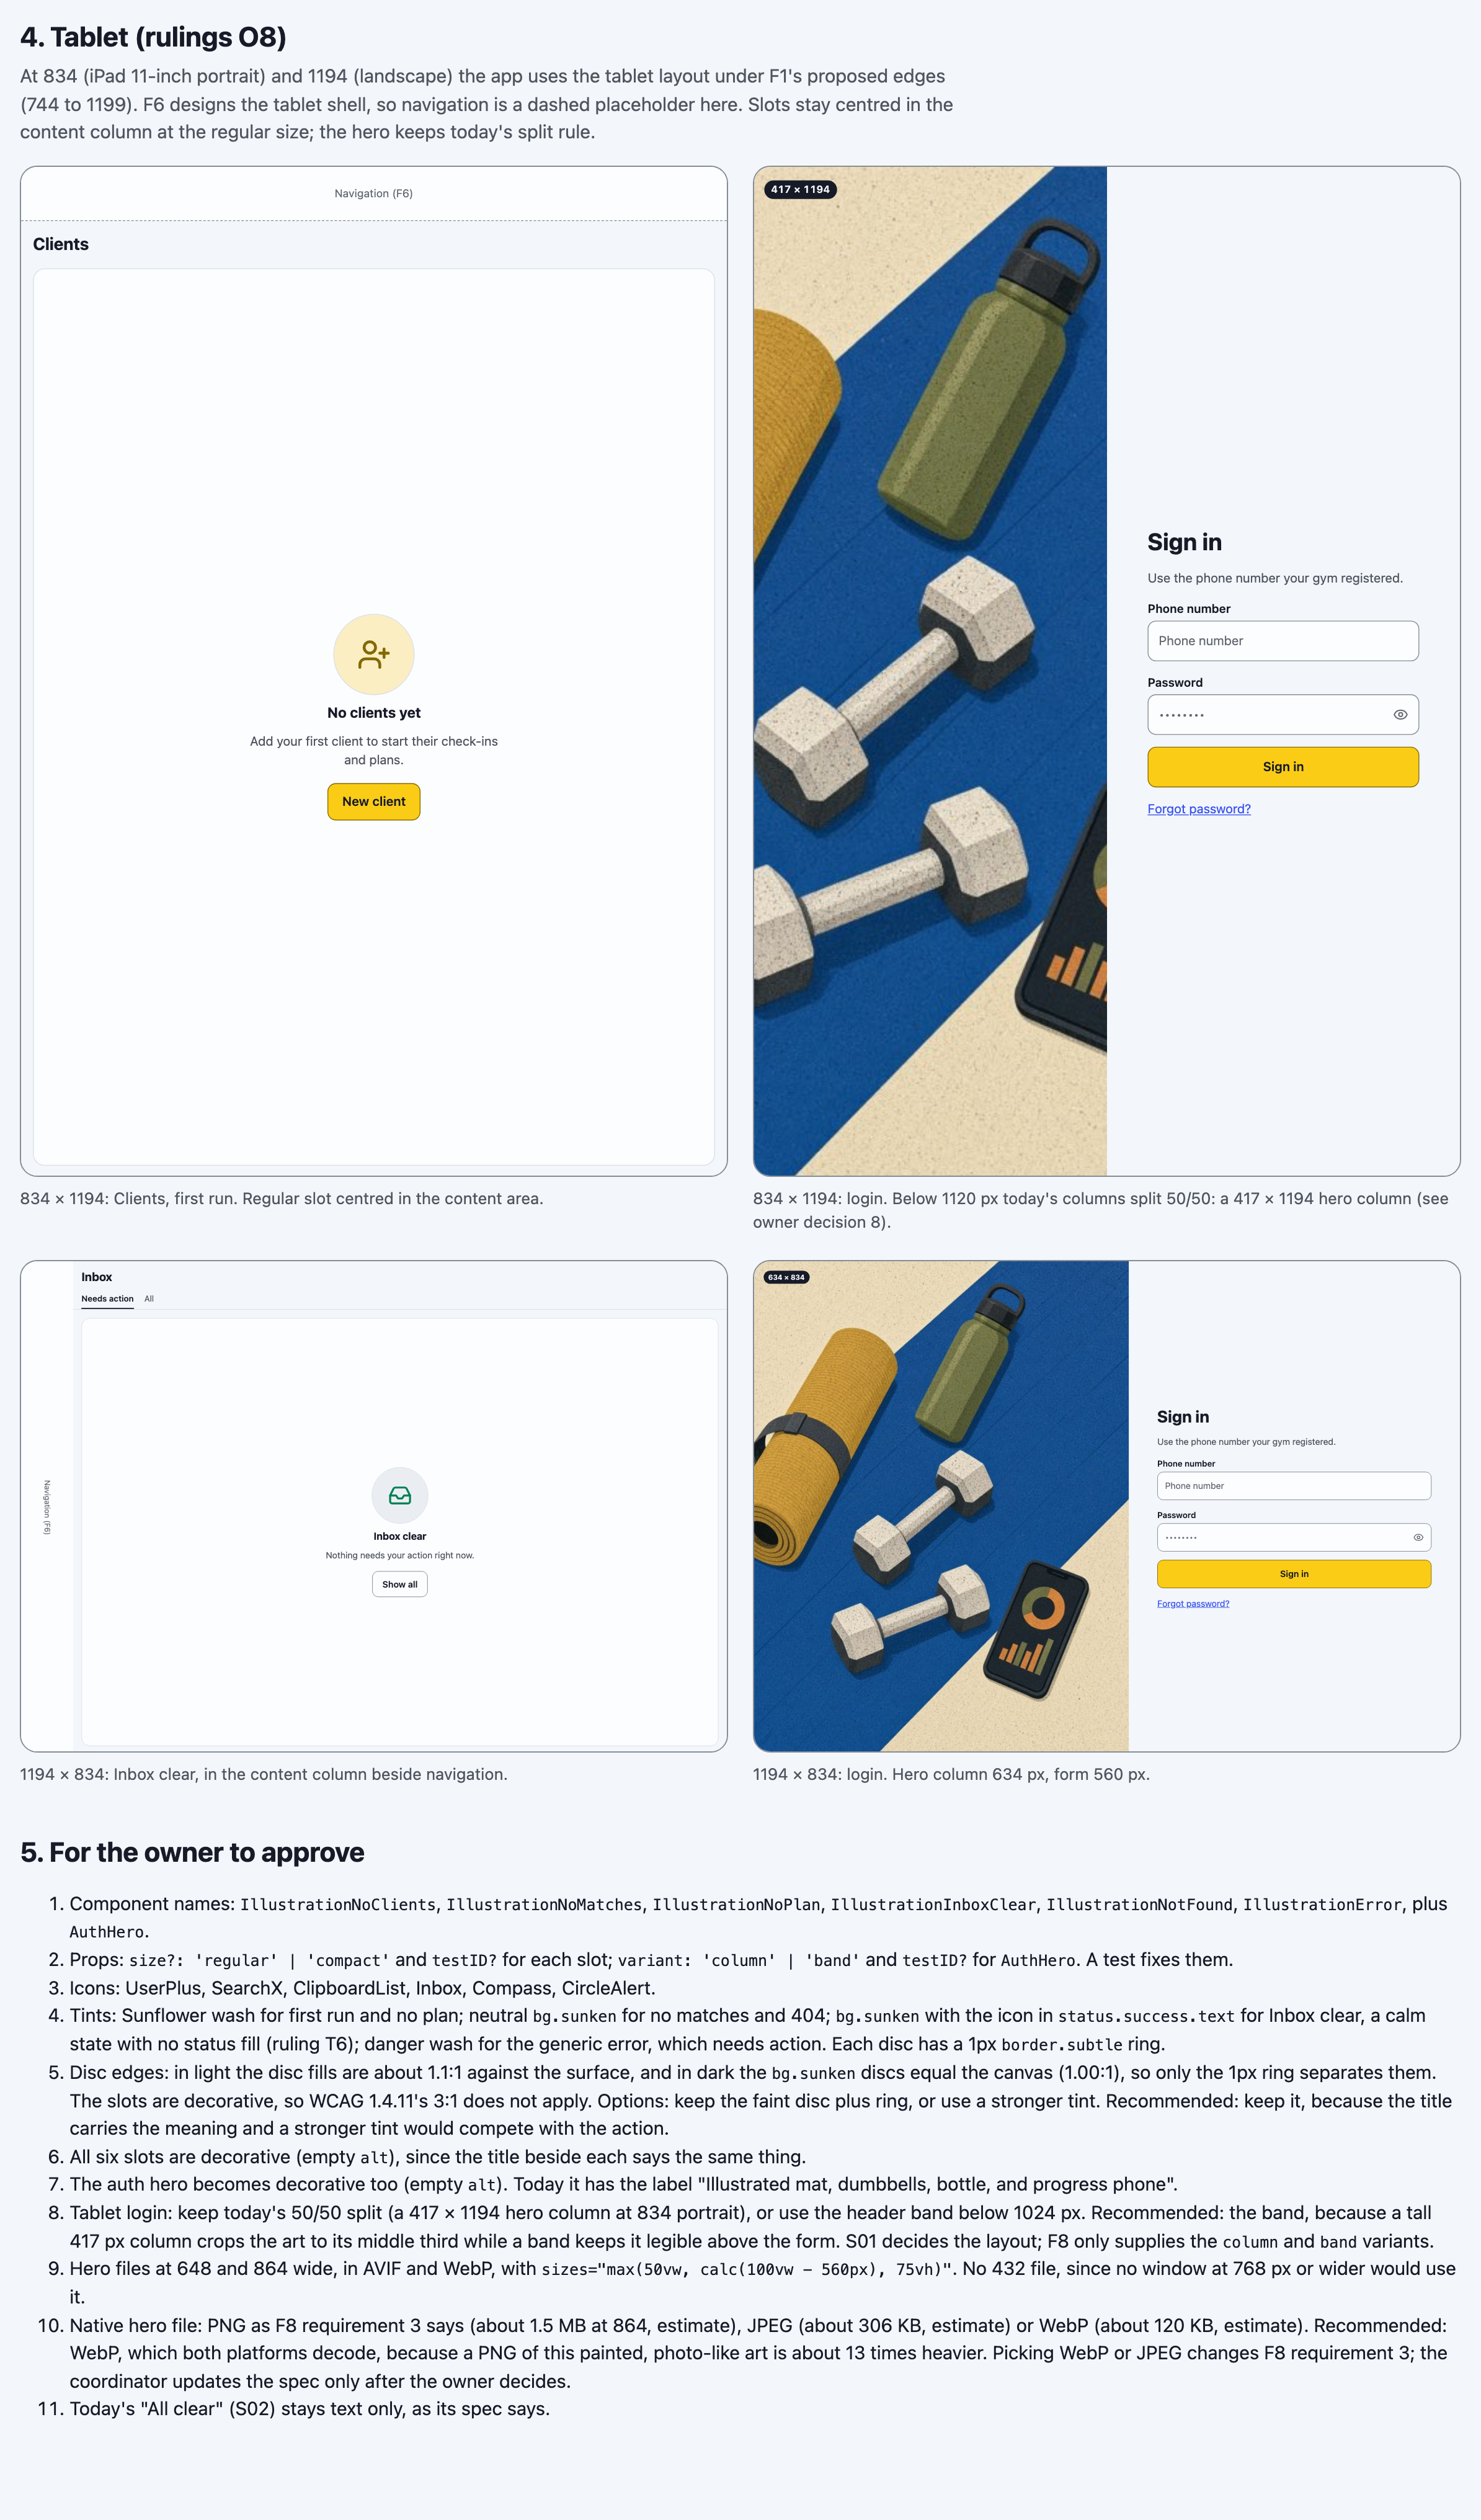 4. Tablet (rulings O8)
At 834 (iPad 11-inch portrait) and 1194 (landscape) the app uses the tablet layout under F1's proposed edges
(744 to 1199). F6 designs the tablet shell, so navigation is a dashed placeholder here. Slots stay centred in the
content column at the regular size; the hero keeps today's split rule.
Navigation (F6)
Clients
No clients yet
Add your first client to start their check-ins
and plans.
New client
417 × 1194
Sign in
Use the phone number your gym registered.
Phone number
Phone number
Password
••••••••
Sign in
Forgot password?
834 × 1194: Clients, first run. Regular slot centred in the content area.
834 × 1194: login. Below 1120 px today's columns split 50/50: a 417 × 1194 hero column (see
owner decision 8).
Navigation (F6)
Inbox
Needs action All
Inbox clear
Nothing needs your action right now.
Show all
634 × 834
Sign in
Use the phone number your gym registered.
Phone number
Phone number
Password
••••••••
Sign in
Forgot password?
1194 × 834: Inbox clear, in the content column beside navigation.
1194 × 834: login. Hero column 634 px, form 560 px.
5. For the owner to approve
1. Component names: IllustrationNoClients, IllustrationNoMatches, IllustrationNoPlan, IllustrationInboxClear, IllustrationNotFound, IllustrationError, plus
AuthHero.
2. Props: size?: 'regular' | 'compact' and testID? for each slot; variant: 'column' | 'band' and testID? for AuthHero. A test fixes them.
3. Icons: UserPlus, SearchX, ClipboardList, Inbox, Compass, CircleAlert.
4. Tints: Sunflower wash for first run and no plan; neutral bg.sunken for no matches and 404; bg.sunken with the icon in status.success.text for Inbox clear, a calm
state with no status fill (ruling T6); danger wash for the generic error, which needs action. Each disc has a 1px border.subtle ring.
5. Disc edges: in light the disc fills are about 1.1:1 against the surface, and in dark the bg.sunken discs equal the canvas (1.00:1), so only the 1px ring separates them.
The slots are decorative, so WCAG 1.4.11's 3:1 does not apply. Options: keep the faint disc plus ring, or use a stronger tint. Recommended: keep it, because the title
carries the meaning and a stronger tint would compete with the action.
6. All six slots are decorative (empty alt), since the title beside each says the same thing.
7. The auth hero becomes decorative too (empty alt). Today it has the label "Illustrated mat, dumbbells, bottle, and progress phone".
8. Tablet login: keep today's 50/50 split (a 417 × 1194 hero column at 834 portrait), or use the header band below 1024 px. Recommended: the band, because a tall
417 px column crops the art to its middle third while a band keeps it legible above the form. S01 decides the layout; F8 only supplies the column and band variants.
9. Hero files at 648 and 864 wide, in AVIF and WebP, with sizes="max(50vw, calc(100vw − 560px), 75vh)". No 432 file, since no window at 768 px or wider would use
it.
10. Native hero file: PNG as F8 requirement 3 says (about 1.5 MB at 864, estimate), JPEG (about 306 KB, estimate) or WebP (about 120 KB, estimate). Recommended:
WebP, which both platforms decode, because a PNG of this painted, photo-like art is about 13 times heavier. Picking WebP or JPEG changes F8 requirement 3; the
coordinator updates the spec only after the owner decides.
11. Today's "All clear" (S02) stays text only, as its spec says.